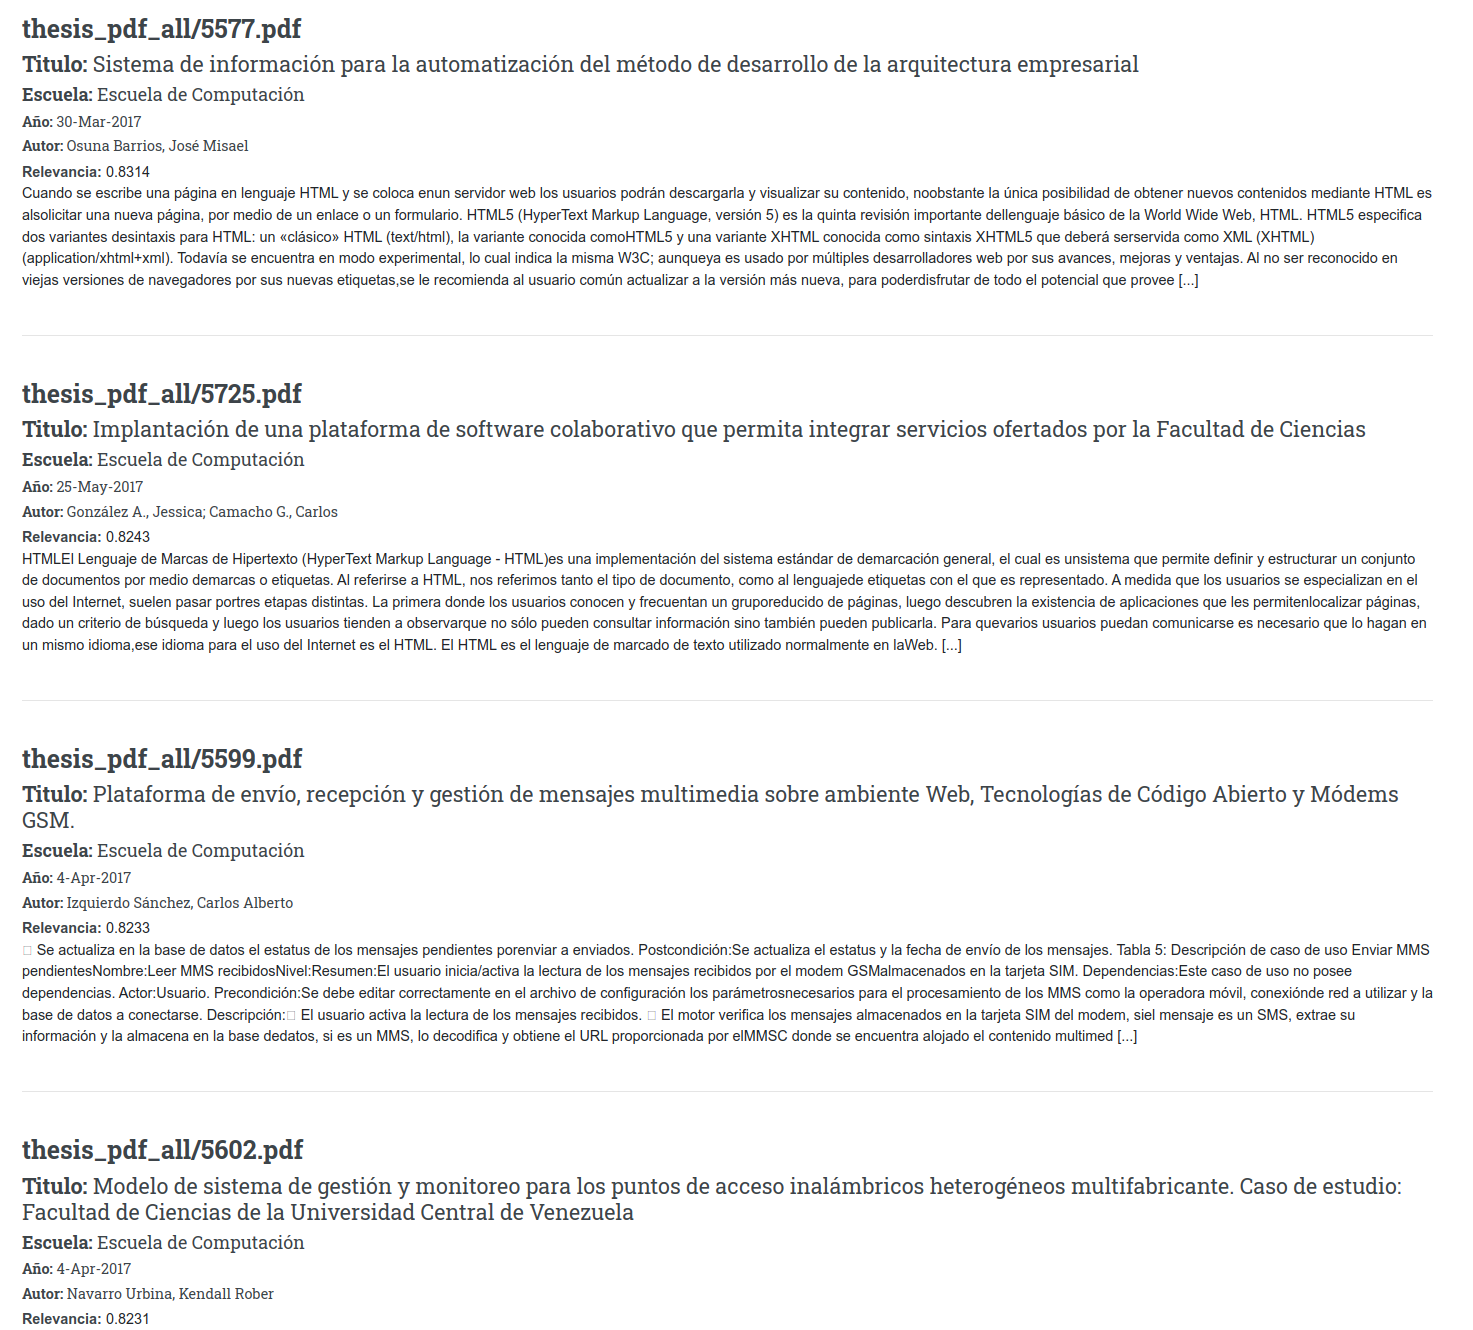 thesis_pdf_all/5577.pdf
Titulo: Sistema de información para la automatización del método de desarrollo de la arquitectura empresarial
Escuela: Escuela de Computación
Año: 30-Mar-2017
Autor: Osuna Barrios, José Misael
Relevancia: 0.8314
Cuando se escribe una página en lenguaje HTML y se coloca enun servidor web los usuarios podrán descargarla y visualizar su contenido, noobstante la única posibilidad de obtener nuevos contenidos mediante HTML es
alsolicitar una nueva página, por medio de un enlace o un formulario. HTML5 (HyperText Markup Language, versión 5) es la quinta revisión importante dellenguaje básico de la World Wide Web, HTML. HTML5 especifica
dos variantes desintaxis para HTML: un «clásico» HTML (text/html), la variante conocida comoHTML5 y una variante XHTML conocida como sintaxis XHTML5 que deberá serservida como XML (XHTML)
(application/xhtml+xml). Todavía se encuentra en modo experimental, lo cual indica la misma W3C; aunqueya es usado por múltiples desarrolladores web por sus avances, mejoras y ventajas. Al no ser reconocido en
viejas versiones de navegadores por sus nuevas etiquetas,se le recomienda al usuario común actualizar a la versión más nueva, para poderdisfrutar de todo el potencial que provee [...]
thesis_pdf_all/5725.pdf
Titulo: Implantación de una plataforma de software colaborativo que permita integrar servicios ofertados por la Facultad de Ciencias
Escuela: Escuela de Computación
Año: 25-May-2017
Autor: González A., Jessica; Camacho G., Carlos
Relevancia: 0.8243
HTMLEl Lenguaje de Marcas de Hipertexto (HyperText Markup Language - HTML)es una implementación del sistema estándar de demarcación general, el cual es unsistema que permite definir y estructurar un conjunto
de documentos por medio demarcas o etiquetas. Al referirse a HTML, nos referimos tanto el tipo de documento, como al lenguajede etiquetas con el que es representado. A medida que los usuarios se especializan en el
uso del Internet, suelen pasar portres etapas distintas. La primera donde los usuarios conocen y frecuentan un gruporeducido de páginas, luego descubren la existencia de aplicaciones que les permitenlocalizar páginas,
dado un criterio de búsqueda y luego los usuarios tienden a observarque no sólo pueden consultar información sino también pueden publicarla. Para quevarios usuarios puedan comunicarse es necesario que lo hagan en
un mismo idioma,ese idioma para el uso del Internet es el HTML. El HTML es el lenguaje de marcado de texto utilizado normalmente en laWeb. [...]
thesis_pdf_all/5599.pdf
Titulo: Plataforma de envío, recepción y gestión de mensajes multimedia sobre ambiente Web, Tecnologías de Código Abierto y Módems
GSM.
Escuela: Escuela de Computación
Año: 4-Apr-2017
Autor: Izquierdo Sánchez, Carlos Alberto
Relevancia: 0.8233
 Se actualiza en la base de datos el estatus de los mensajes pendientes porenviar a enviados. Postcondición:Se actualiza el estatus y la fecha de envío de los mensajes. Tabla 5: Descripción de caso de uso Enviar MMS
pendientesNombre:Leer MMS recibidosNivel:Resumen:El usuario inicia/activa la lectura de los mensajes recibidos por el modem GSMalmacenados en la tarjeta SIM. Dependencias:Este caso de uso no posee
dependencias. Actor:Usuario. Precondición:Se debe editar correctamente en el archivo de configuración los parámetrosnecesarios para el procesamiento de los MMS como la operadora móvil, conexiónde red a utilizar y la
base de datos a conectarse. Descripción: El usuario activa la lectura de los mensajes recibidos.  El motor verifica los mensajes almacenados en la tarjeta SIM del modem, siel mensaje es un SMS, extrae su
información y la almacena en la base dedatos, si es un MMS, lo decodifica y obtiene el URL proporcionada por elMMSC donde se encuentra alojado el contenido multimed [...]
thesis_pdf_all/5602.pdf
Titulo: Modelo de sistema de gestión y monitoreo para los puntos de acceso inalámbricos heterogéneos multifabricante. Caso de estudio:
Facultad de Ciencias de la Universidad Central de Venezuela
Escuela: Escuela de Computación
Año: 4-Apr-2017
Autor: Navarro Urbina, Kendall Rober
Relevancia: 0.8231